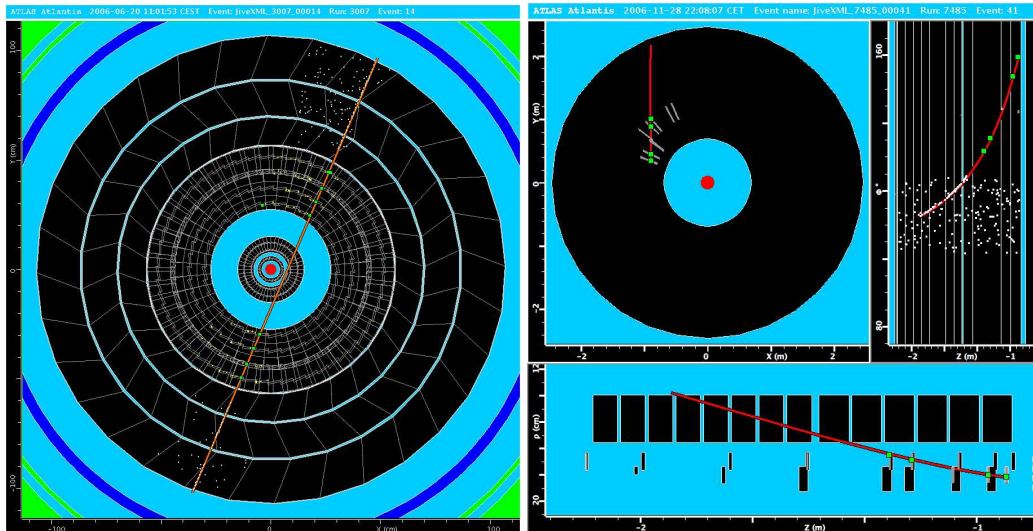 ATLAS Atlantis 2006-06-20 11:01:53 CEST Event: JiveXML_3007_00014 Run: 3007 Event: 14
100
Y (cm)
0
-100
-100
0
X (cm)
100
ATLAS Atlantis 2006-11-28 22:08:07 CET Event name: JiveXML_7485_00041 Run: 7485 Event: 41
2
Y (m)
0
-2
-2
0
X (m)
2
160
80
-2
Z (m)
-1
12
ρ (cm)
20
-2
Z (m)
-1